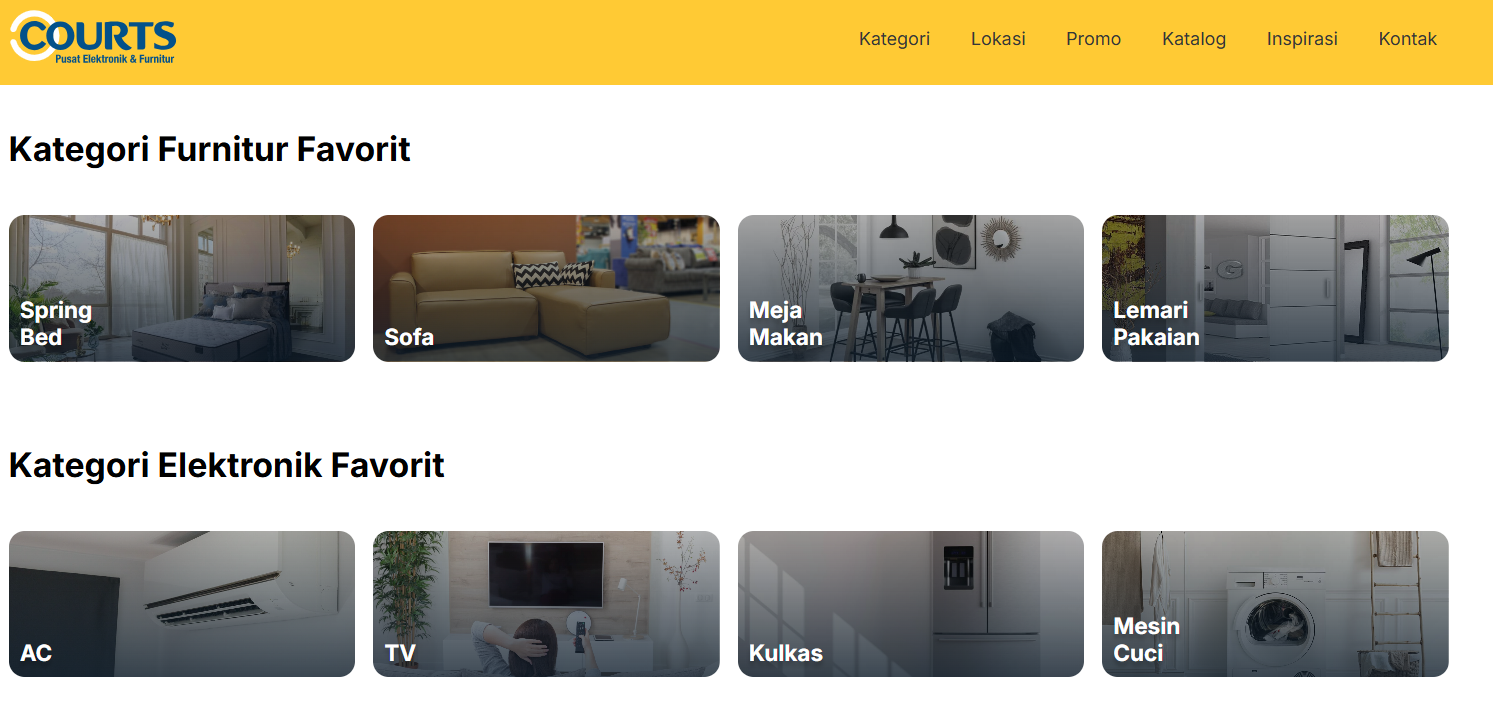 COURTS
Pusat Elektronik & Furnitur
Kategori Lokasi Promo Katalog Inspirasi Kontak
Kategori Furnitur Favorit
Spring
Bed
Sofa
Meja
Makan
Lemari
Pakaian
Kategori Elektronik Favorit
AC
TV
Kulkas
Mesin
Cuci